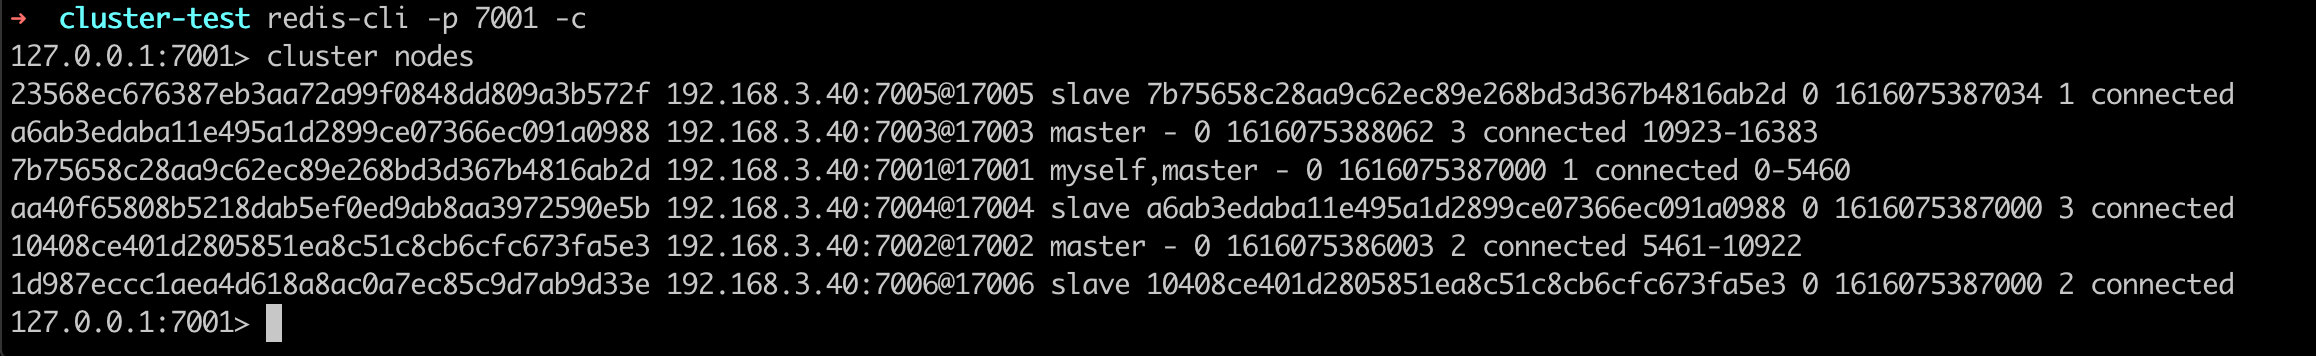 ➜  cluster-test redis-cli -p 7001 -c
127.0.0.1:7001> cluster nodes
23568ec676387eb3aa72a99f0848dd809a3b572f 192.168.3.40:7005@17005 slave 7b75658c28aa9c62ec89e268bd3d367b4816ab2d 0 1616075387034 1 connected
a6ab3edaba11e495a1d2899ce07366ec091a0988 192.168.3.40:7003@17003 master - 0 1616075388062 3 connected 10923-16383
7b75658c28aa9c62ec89e268bd3d367b4816ab2d 192.168.3.40:7001@17001 myself,master - 0 1616075387000 1 connected 0-5460
aa40f65808b5218dab5ef0ed9ab8aa3972590e5b 192.168.3.40:7004@17004 slave a6ab3edaba11e495a1d2899ce07366ec091a0988 0 1616075387000 3 connected
10408ce401d2805851ea8c51c8cb6cfc673fa5e3 192.168.3.40:7002@17002 master - 0 1616075386003 2 connected 5461-10922
1d987eccc1aea4d618a8ac0a7ec85c9d7ab9d33e 192.168.3.40:7006@17006 slave 10408ce401d2805851ea8c51c8cb6cfc673fa5e3 0 1616075387000 2 connected
127.0.0.1:7001>